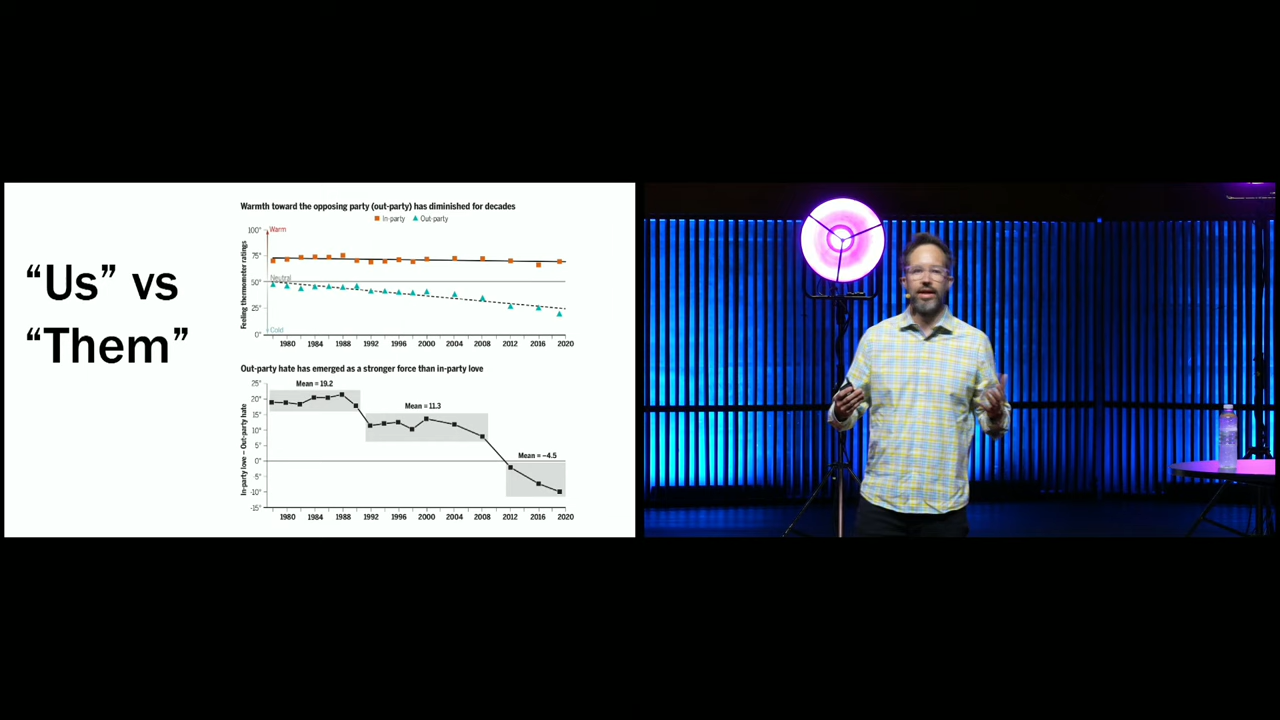 “Us” vs
“Them”
Warmth toward the opposing party (out-party) has diminished for decades
In-party Out-party
Feeling thermometer ratings
100°
75°
50°
25°
0°
Warm
Neutral
Cold
1980 1984 1988 1992 1996 2000 2004 2008 2012 2016 2020
Out-party hate has emerged as a stronger force than in-party love
In-party love – Out-party hate
25°
20°
15°
10°
5°
0°
-5°
-10°
-15°
Mean = 19.2
Mean = 11.3
Mean = –4.5
1980 1984 1988 1992 1996 2000 2004 2008 2012 2016 2020